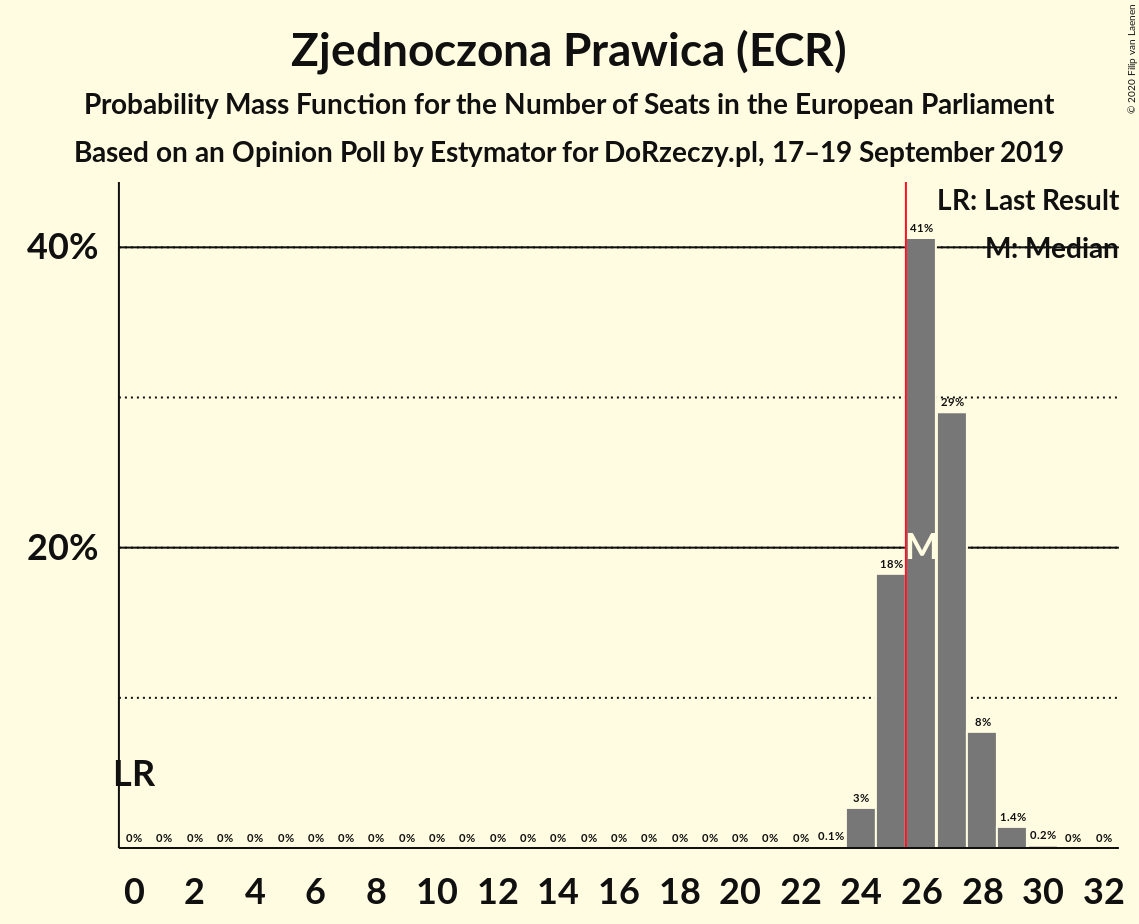 Zjednoczona Prawica (ECR)
Probability Mass Function for the Number of Seats in the European Parliament
Based on an Opinion Poll by Estymator for DoRzeczy.pl, 17–19 September 2019
© 2020 Filip van Laenen
LR: Last Result
M: Median
40%
20%
41%
29%
M
18%
8%
LR
3%
1.4%
0% 0% 0% 0% 0% 0% 0% 0% 0% 0% 0% 0% 0% 0% 0% 0% 0% 0% 0% 0% 0% 0% 0% 0.1% 0.2% 0% 0%
0 2 4 6 8 10 12 14 16 18 20 22 24 26 28 30 32